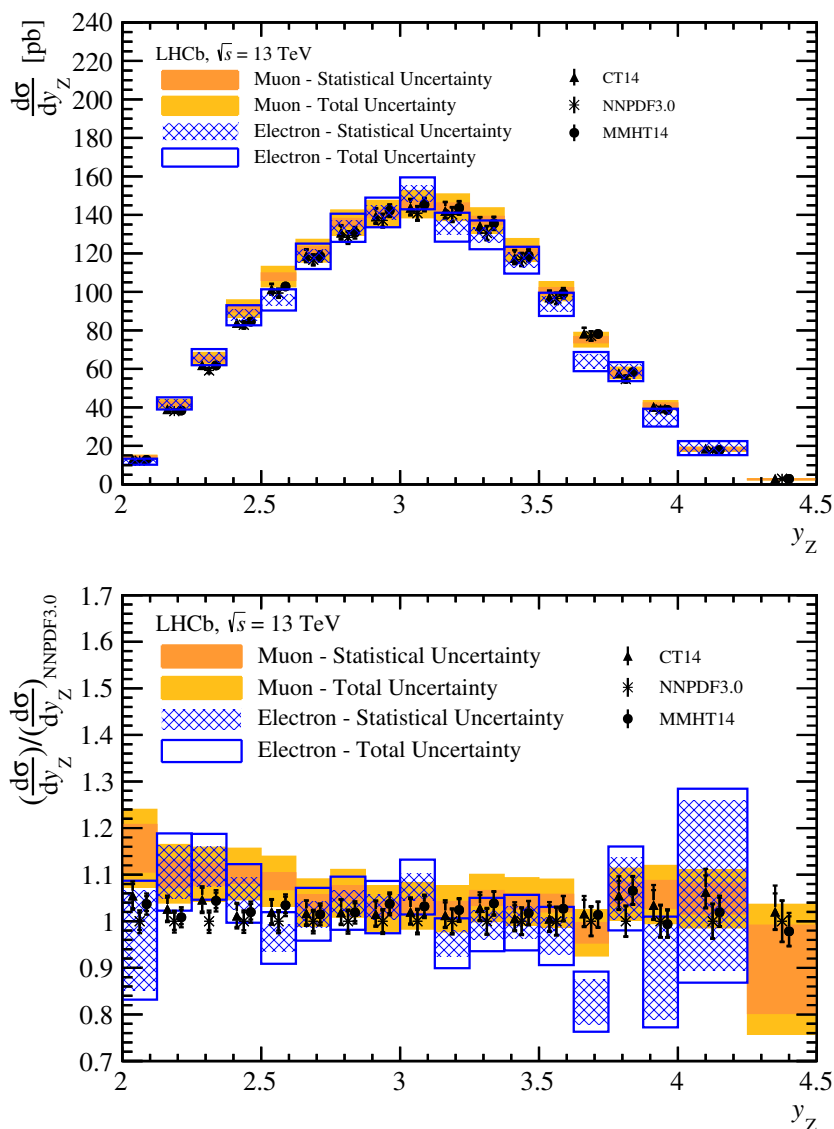 dσ/dy_Z [pb]
240
220
200
180
160
140
120
100
80
60
40
20
0
LHCb, √s = 13 TeV
Muon - Statistical Uncertainty
Muon - Total Uncertainty
Electron - Statistical Uncertainty
Electron - Total Uncertainty
CT14
NNPDF3.0
MMHT14
2 2.5 3 3.5 4 4.5
y_Z
(dσ/dy_Z)/(dσ/dy_Z)_NNPDF3.0
1.7
1.6
1.5
1.4
1.3
1.2
1.1
1
0.9
0.8
0.7
LHCb, √s = 13 TeV
Muon - Statistical Uncertainty
Muon - Total Uncertainty
Electron - Statistical Uncertainty
Electron - Total Uncertainty
CT14
NNPDF3.0
MMHT14
2 2.5 3 3.5 4 4.5
y_Z